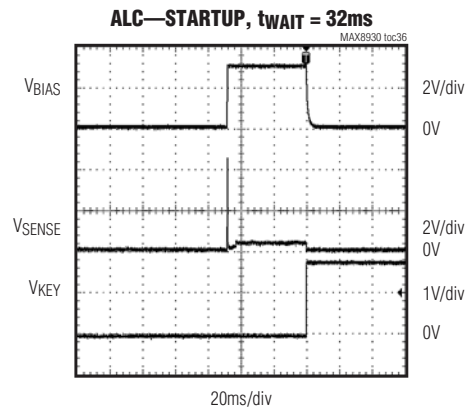 ALC—STARTUP, tWAIT = 32ms
MAX8930 toc36
VBIAS
2V/div
0V
VSENSE
2V/div
0V
VKEY
1V/div
0V
20ms/div